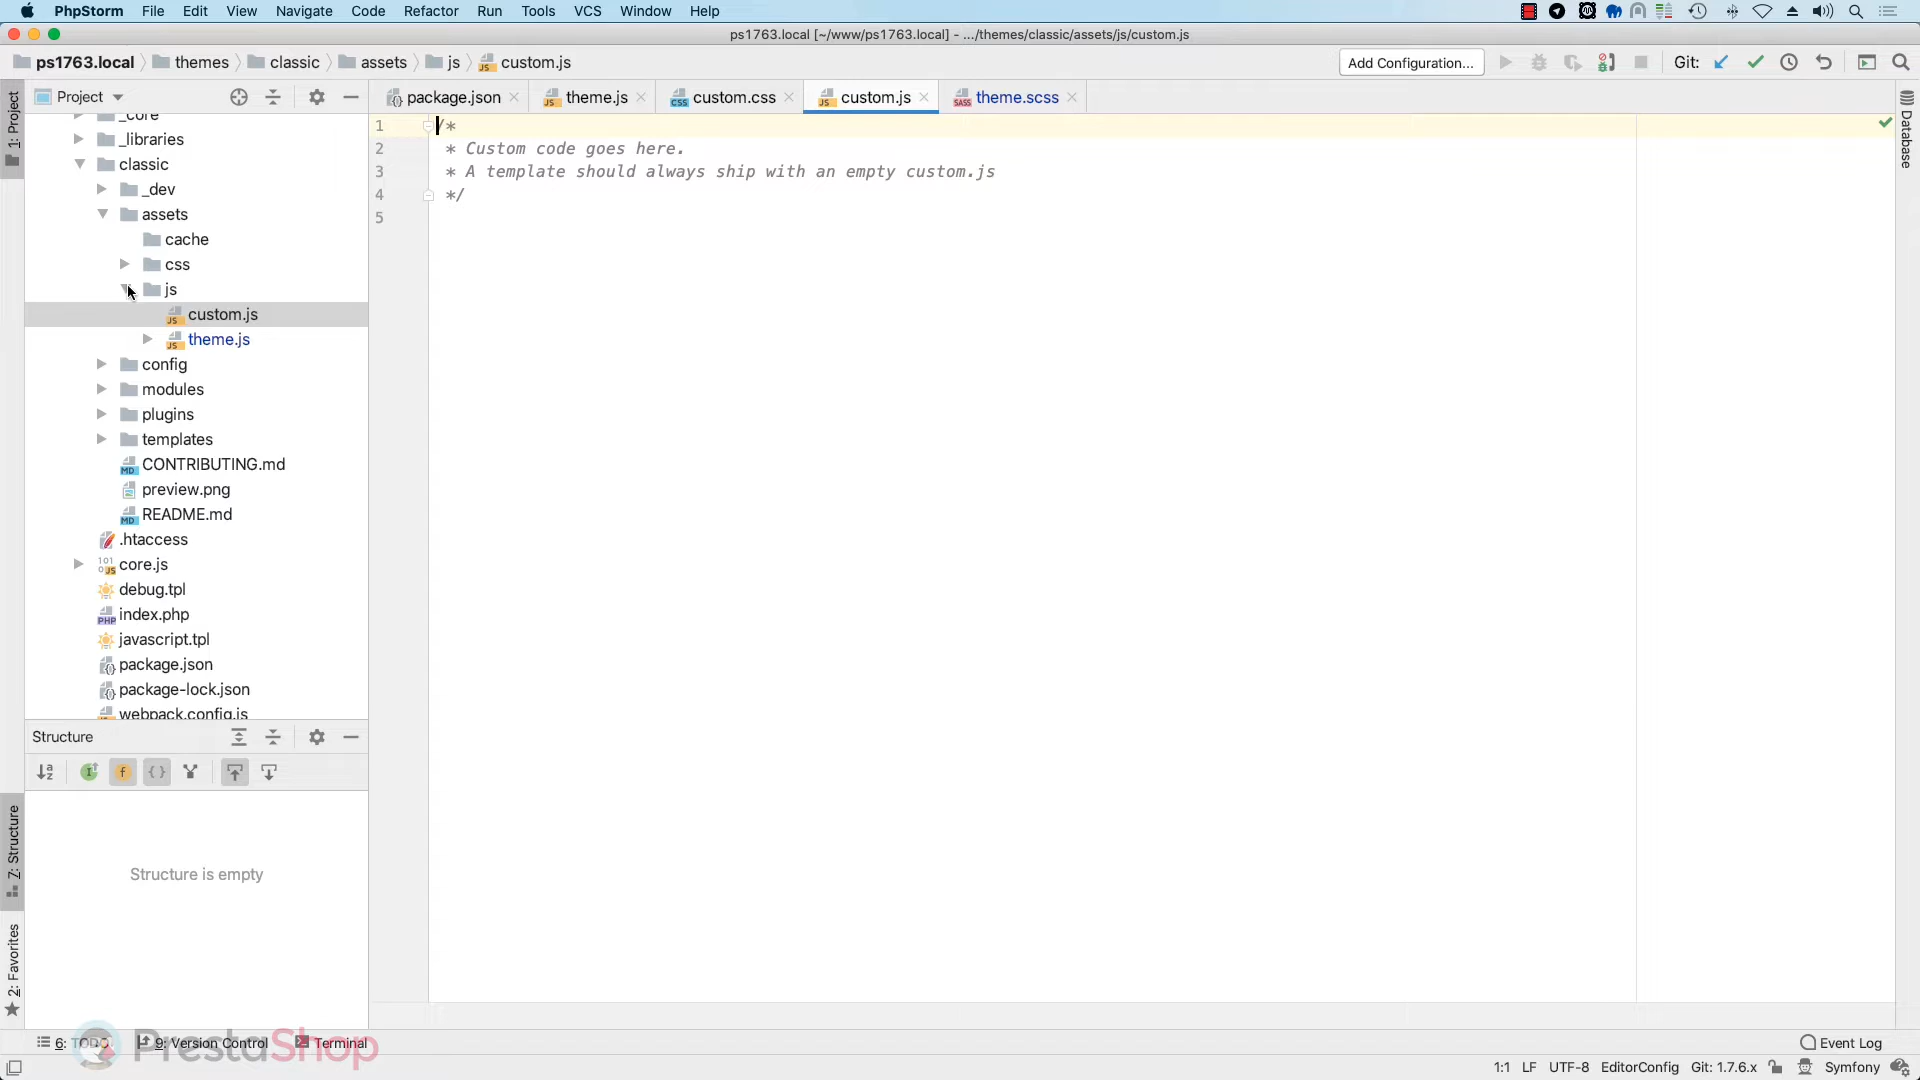 PhpStorm File Edit View Navigate Code Refactor Run Tools VCS Window Help
ps1763.local [~/www/ps1763.local] - .../themes/classic/assets/js/custom.js
ps1763.local themes classic assets js custom.js Add Configuration... Git:
1: Project
Project
package.json theme.js custom.css custom.js theme.scss
Database
_core
_libraries
classic
_dev
assets
cache
css
js
custom.js
theme.js
config
modules
plugins
templates
CONTRIBUTING.md
preview.png
README.md
.htaccess
core.js
debug.tpl
index.php
javascript.tpl
package.json
package-lock.json
webpack.config.js
1 /*
2 * Custom code goes here.
3 * A template should always ship with an empty custom.js
4 */
5
Structure
Structure is empty
7: Structure
2: Favorites
6: TODO 9: Version Control Terminal Event Log
PrestaShop
1:1 LF UTF-8 EditorConfig Git: 1.7.6.x Symfony